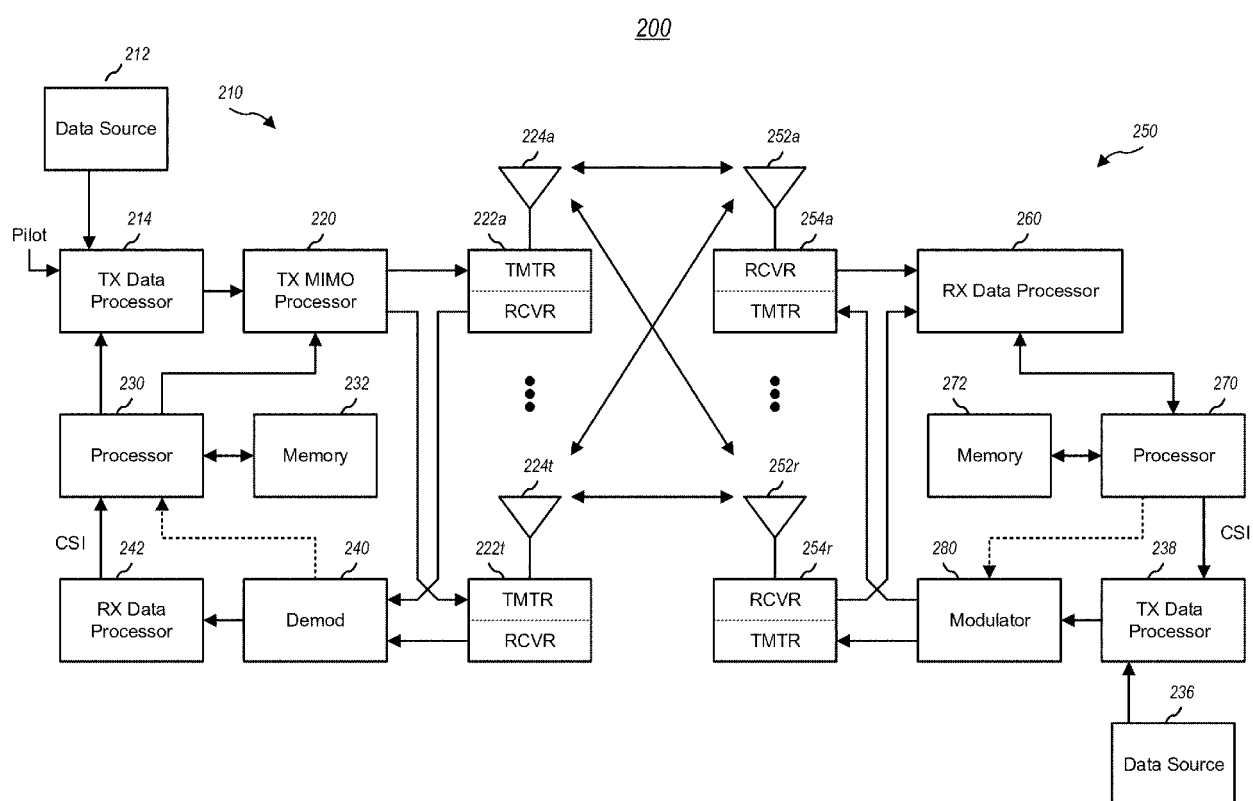 200
212
Data Source
210
224a
252a
250
Pilot
214
TX Data
Processor
220
TX MIMO
Processor
222a
TMTR
RCVR
254a
RCVR
TMTR
260
RX Data Processor
230
Processor
232
Memory
272
Memory
270
Processor
224t
252r
CSI
242
RX Data
Processor
240
Demod
222t
TMTR
RCVR
254r
RCVR
TMTR
280
Modulator
CSI
238
TX Data
Processor
236
Data Source